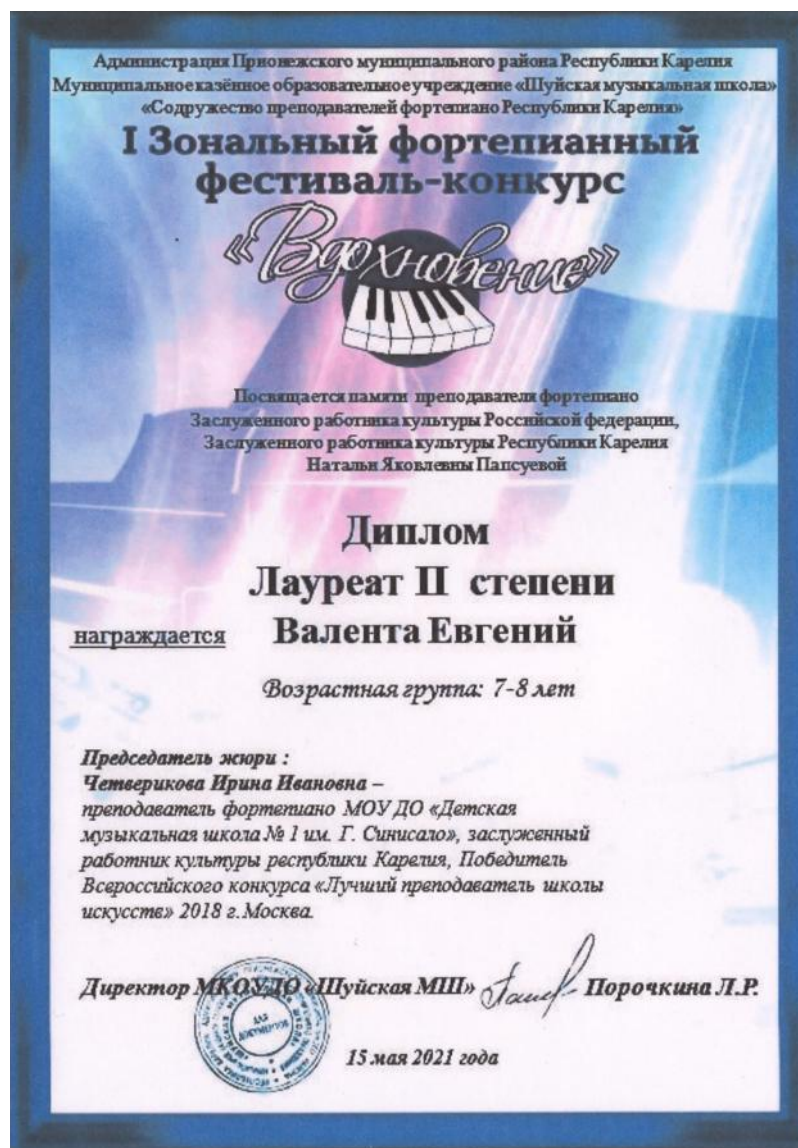 Администрация Прионежского муниципального района Республики Карелия
Муниципальное казённое образовательное учреждение «Шуйская музыкальная школа»
«Содружество преподавателей фортепиано Республики Карелия»
I Зональный фортепианный
фестиваль-конкурс
«Вдохновение»
Посвящается памяти преподавателя фортепиано
Заслуженного работника культуры Российской федерации,
Заслуженного работника культуры Республики Карелия
Натальи Яковлевны Папсуевой
Диплом
Лауреат II степени
награждается Валента Евгений
Возрастная группа: 7-8 лет
Председатель жюри :
Четверикова Ирина Ивановна –
преподаватель фортепиано МОУ ДО «Детская
музыкальная школа № 1 им. Г. Синисало», заслуженный
работник культуры республики Карелия, Победитель
Всероссийского конкурса «Лучший преподаватель школы
искусств» 2018 г.Москва.
Директор МКОУ ДО «Шуйская МШ» Порочкина Л.Р.
ДЛЯ
ДОКУМЕНТОВ
15 мая 2021 года